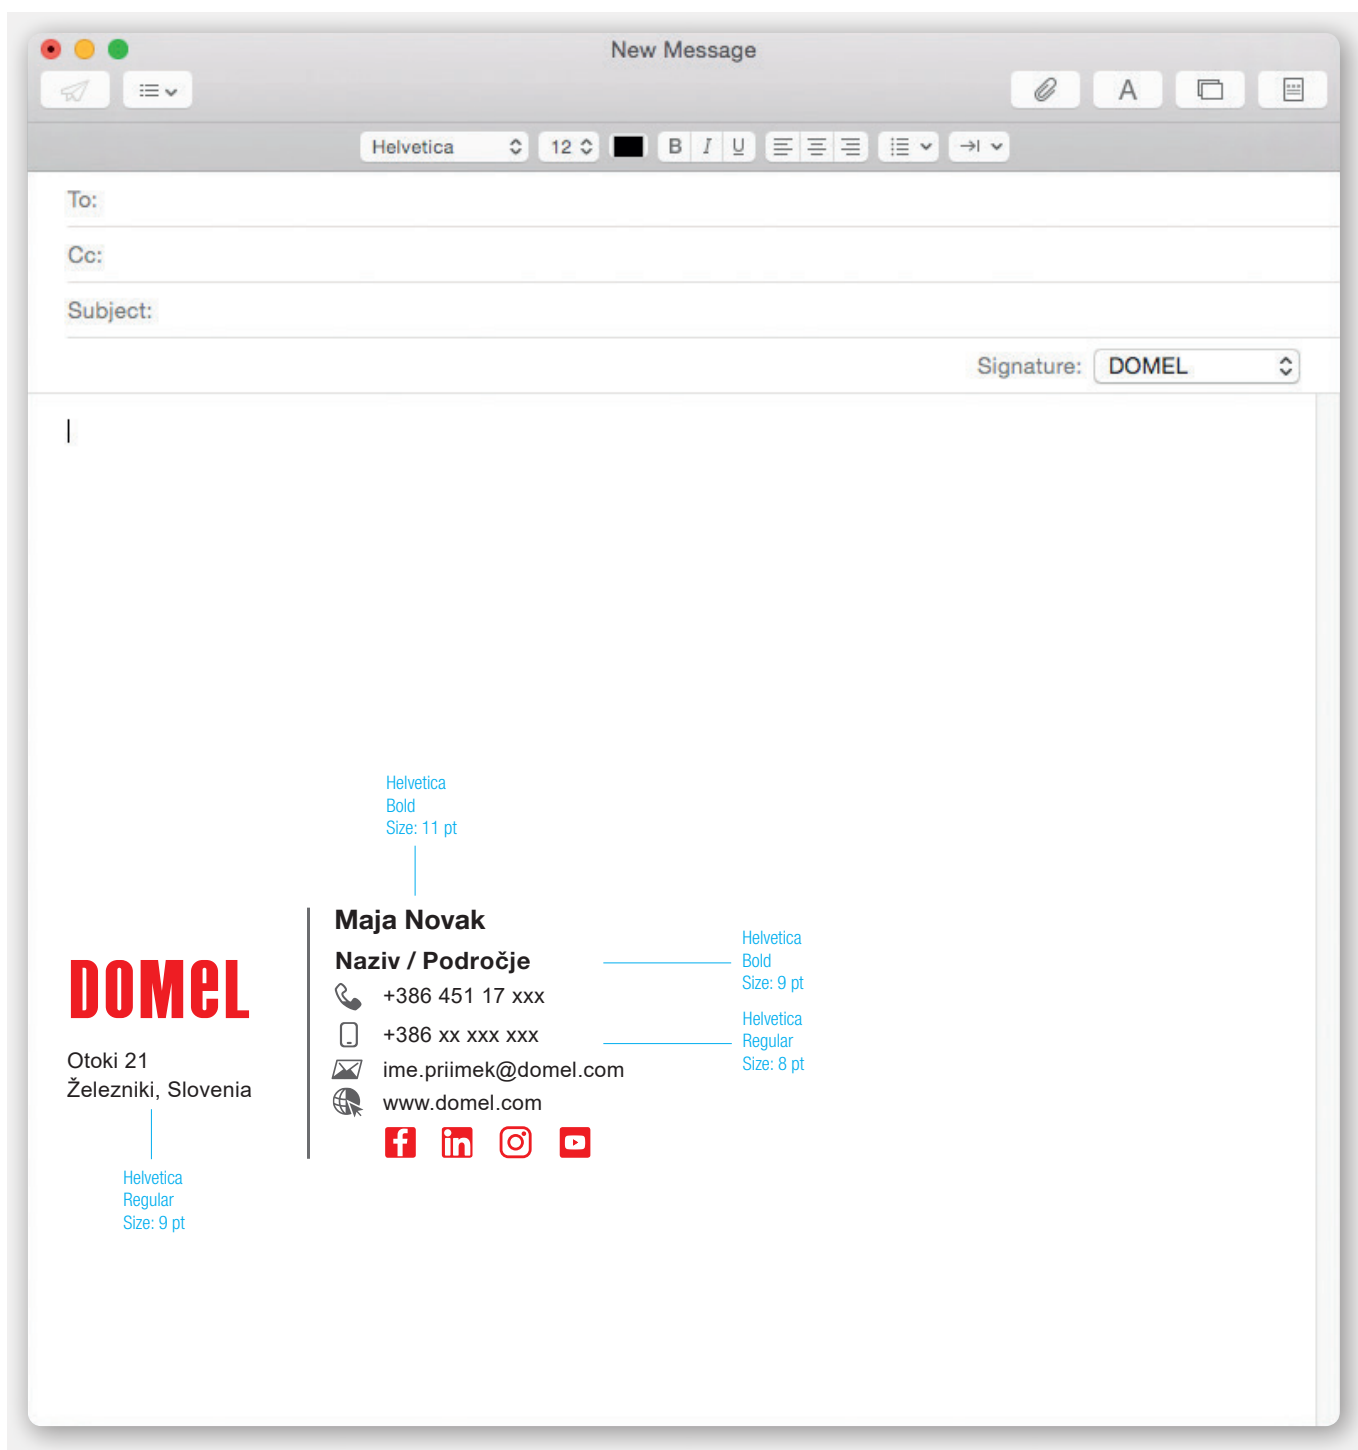 New Message
A
Helvetica
12
B I U
To:
Cc:
Subject:
Signature: DOMEL
Helvetica
Bold
Size: 11 pt
Maja Novak
Naziv / Področje
+386 451 17 xxx
+386 xx xxx xxx
ime.priimek@domel.com
www.domel.com
f in
Helvetica
Bold
Size: 9 pt
Helvetica
Regular
Size: 8 pt
DOMEL
Otoki 21
Železniki, Slovenia
Helvetica
Regular
Size: 9 pt